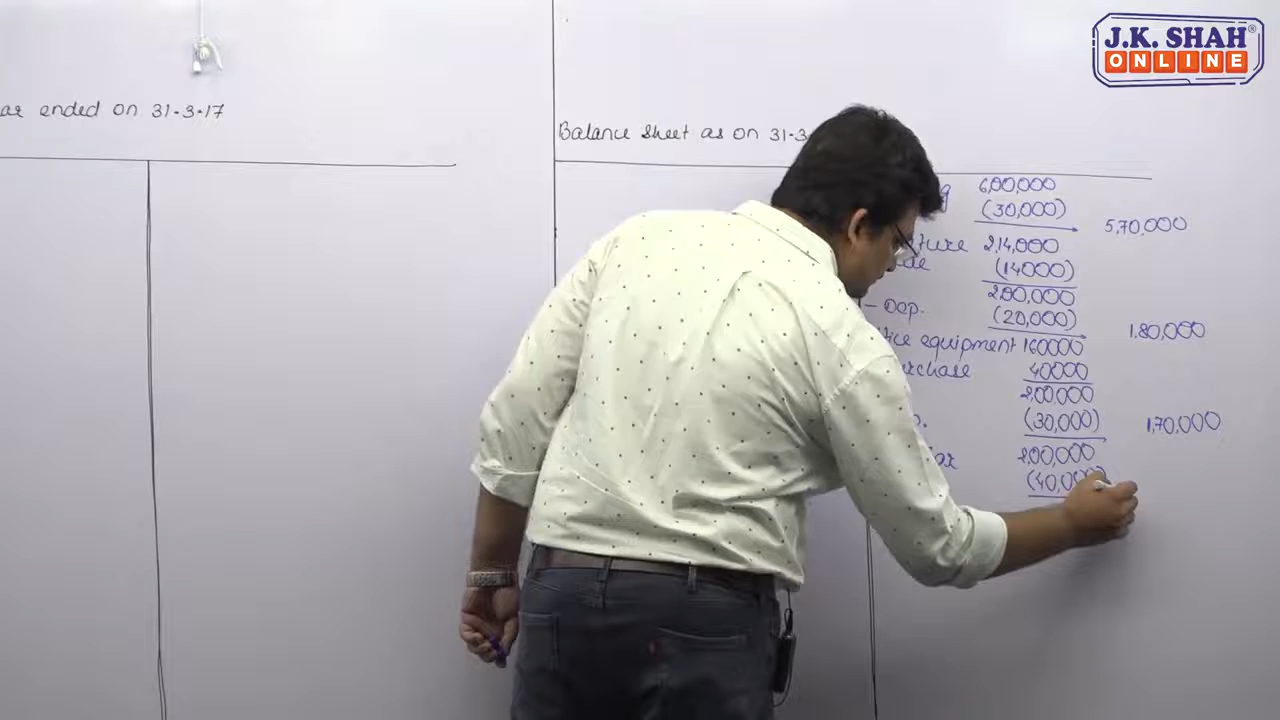 J.K. SHAH®
ONLINE
ar ended on 31-3-17
Balance Sheet as on 31-3
6,00,000
(30,000)
5,70,000
2,14,000
(14000)
2,00,000
- Dep.
(20,000)
1,80,000
equipment 160000
40000
2,00,000
(30,000)
1,70,000
2,00,000
(40,0